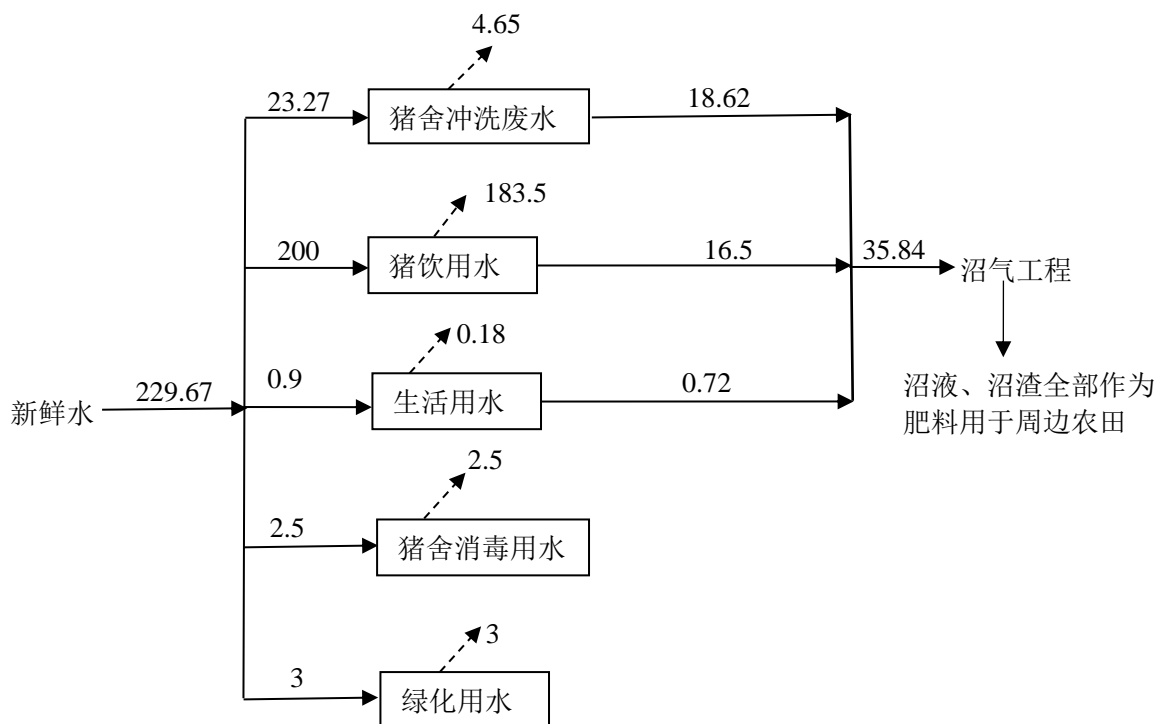 4.65
23.27
猪舍冲洗废水
18.62
183.5
200
猪饮用水
16.5
35.84
沼气工程
0.18
新鲜水
229.67
0.9
生活用水
0.72
沼液、沼渣全部作为
肥料用于周边农田
2.5
2.5
猪舍消毒用水
3
3
绿化用水